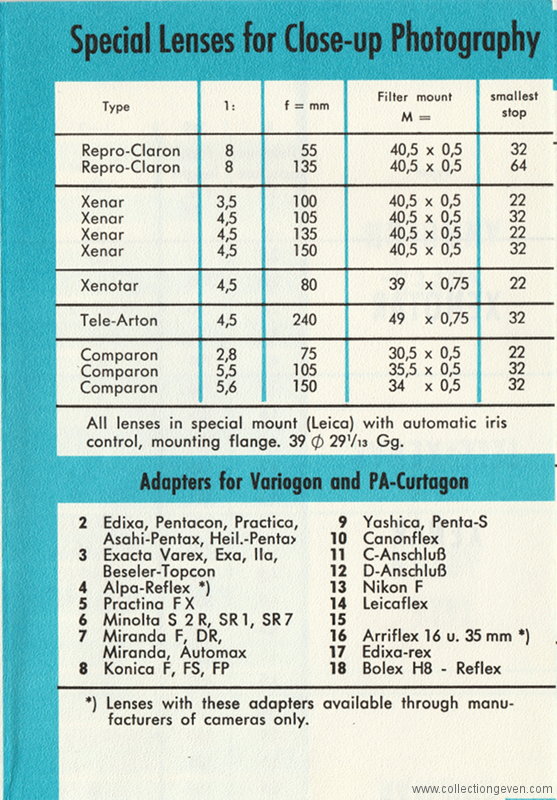 Special Lenses for Close-up Photography
Type 1: f = mm Filter mount M = smallest stop
Repro-Claron 8 55 40,5 x 0,5 32
Repro-Claron 8 135 40,5 x 0,5 64
Xenar 3,5 100 40,5 x 0,5 22
Xenar 4,5 105 40,5 x 0,5 32
Xenar 4,5 135 40,5 x 0,5 22
Xenar 4,5 150 40,5 x 0,5 32
Xenotar 4,5 80 39 x 0,75 22
Tele-Arton 4,5 240 49 x 0,75 32
Comparon 2,8 75 30,5 x 0,5 22
Comparon 5,5 105 35,5 x 0,5 32
Comparon 5,6 150 34 x 0,5 32
All lenses in special mount (Leica) with automatic iris
control, mounting flange. 39 ⌀ 29¹/₁₃ Gg.
Adapters for Variogon and PA-Curtagon
2 Edixa, Pentacon, Practica,
Asahi-Pentax, Heil.-Penta>
3 Exacta Varex, Exa, IIa,
Beseler-Topcon
4 Alpa-Reflex *)
5 Practina F X
6 Minolta S 2 R, SR 1, SR 7
7 Miranda F, DR,
Miranda, Automax
8 Konica F, FS, FP
9 Yashica, Penta-S
10 Canonflex
11 C-Anschluß
12 D-Anschluß
13 Nikon F
14 Leicaflex
15
16 Arriflex 16 u. 35 mm *)
17 Edixa-rex
18 Bolex H8 - Reflex
*) Lenses with these adapters available through manu-
facturers of cameras only.
www.collectiongeven.com